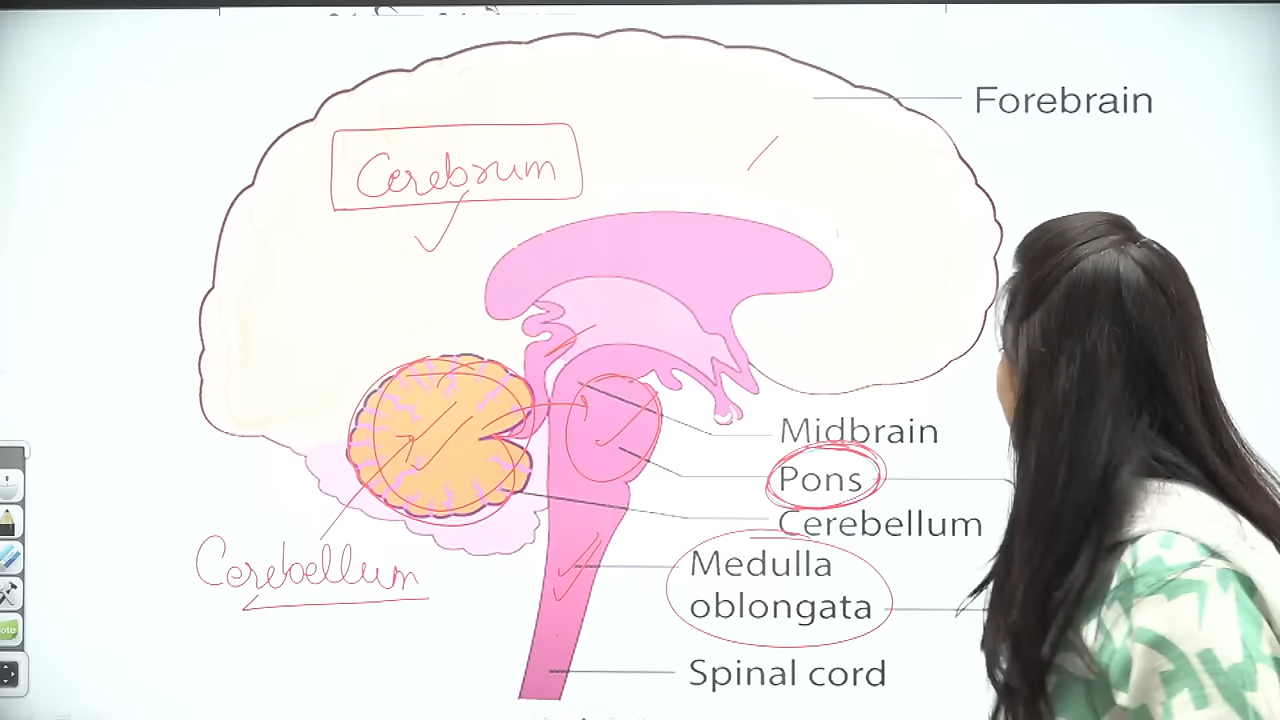 Forebrain
Cerebrum
Midbrain
Pons
Cerebellum
Medulla
oblongata
Cerebellum
Spinal cord